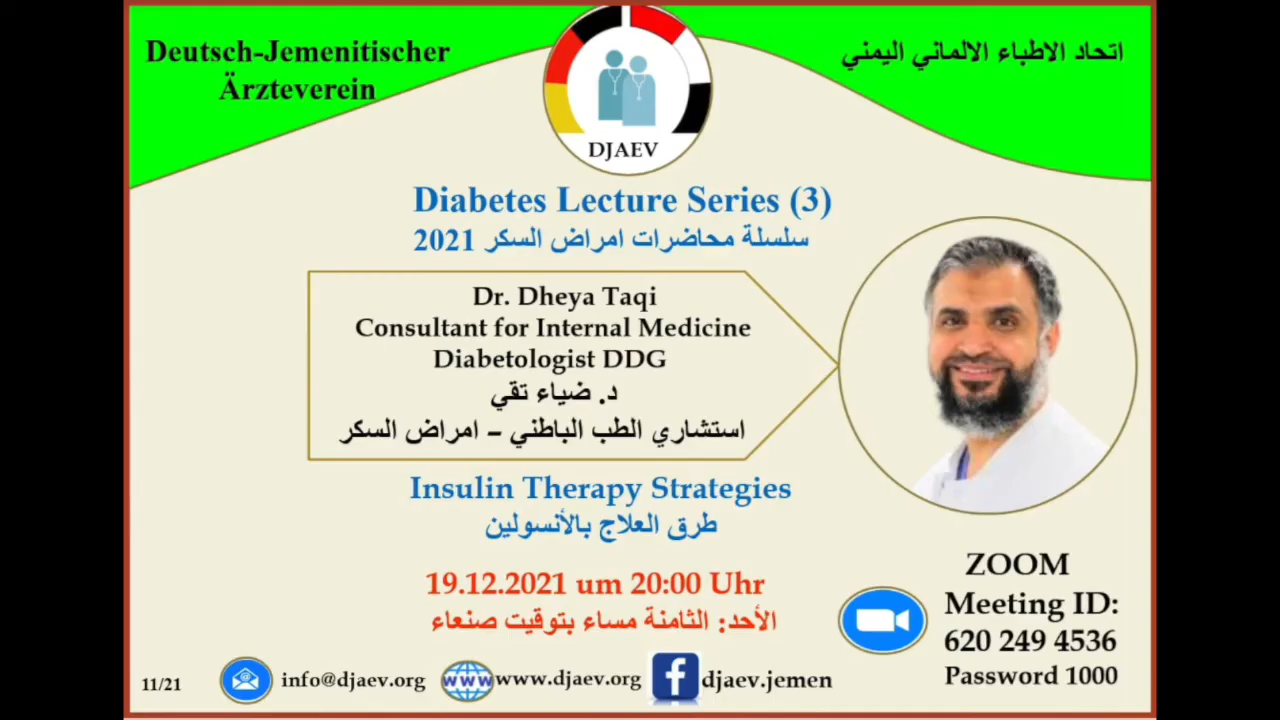 Deutsch-Jemenitischer
Ärzteverein
اتحاد الاطباء الالماني اليمني
DJAEV
Diabetes Lecture Series (3)
سلسلة محاضرات امراض السكر 2021
Dr. Dheya Taqi
Consultant for Internal Medicine
Diabetologist DDG
د. ضياء تقي
استشاري الطب الباطني – امراض السكر
Insulin Therapy Strategies
طرق العلاج بالأنسولين
19.12.2021 um 20:00 Uhr
الأحد: الثامنة مساء بتوقيت صنعاء
ZOOM
Meeting ID:
620 249 4536
Password 1000
11/21
info@djaev.org
www
www.djaev.org
f
djaev.jemen